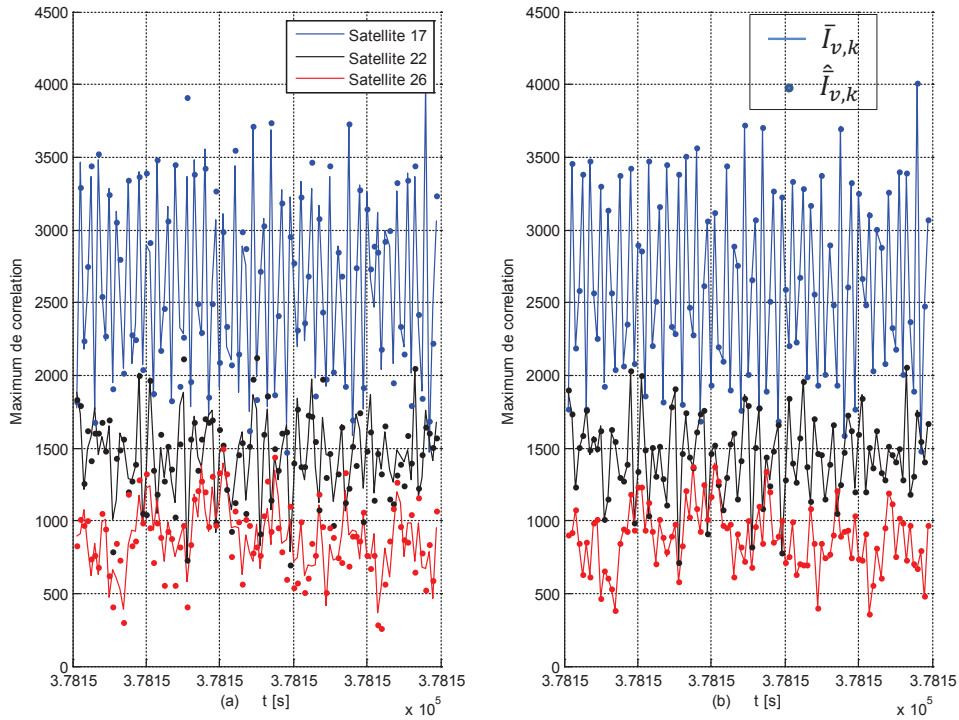 4500
4000
3500
3000
2500
2000
1500
1000
500
0
Maximum de correlation
Satellite 17
Satellite 22
Satellite 26
3.7815 3.7815 3.7815 3.7815 3.7815 3.7815
(a) t [s]
x 10^5
4500
4000
3500
3000
2500
2000
1500
1000
500
0
Maximum de correlation
$\bar{I}_{v,k}$
$\hat{\bar{I}}_{v,k}$
3.7815 3.7815 3.7815 3.7815 3.7815 3.7815
(b) t [s]
x 10^5